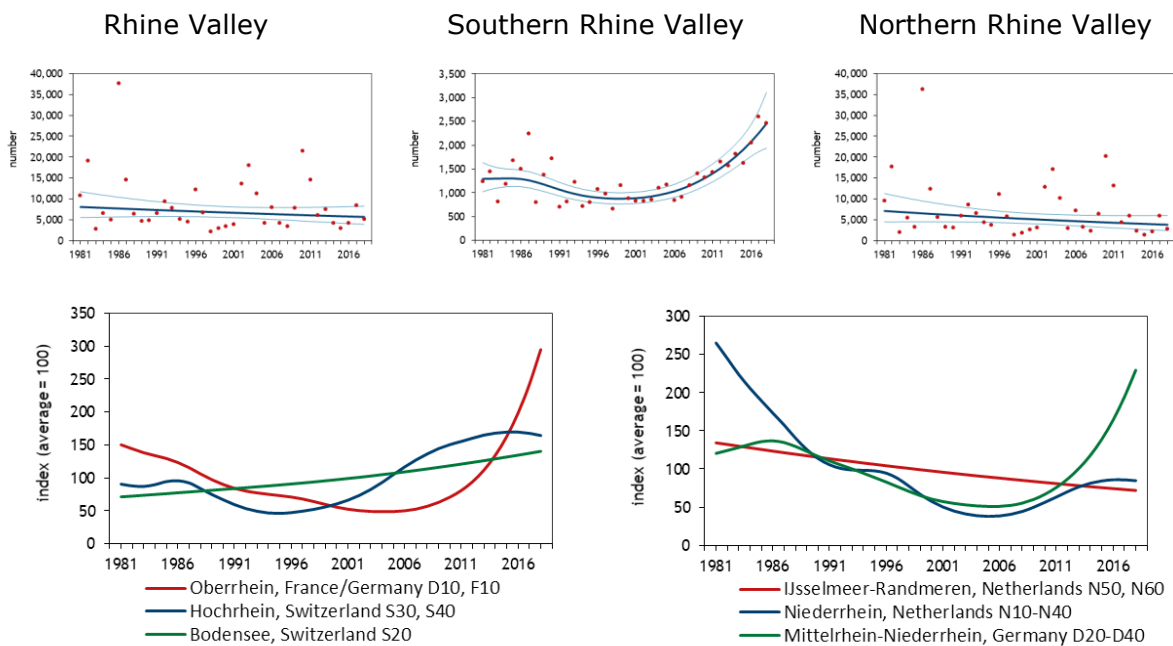 Rhine Valley
Southern Rhine Valley
Northern Rhine Valley
number
40,000
35,000
30,000
25,000
20,000
15,000
10,000
5,000
0
1981 1986 1991 1996 2001 2006 2011 2016
number
3,500
3,000
2,500
2,000
1,500
1,000
500
0
1981 1986 1991 1996 2001 2006 2011 2016
number
40,000
35,000
30,000
25,000
20,000
15,000
10,000
5,000
0
1981 1986 1991 1996 2001 2006 2011 2016
index (average = 100)
350
300
250
200
150
100
50
0
1981 1986 1991 1996 2001 2006 2011 2016
Oberrhein, France/Germany D10, F10
Hochrhein, Switzerland S30, S40
Bodensee, Switzerland S20
index (average = 100)
300
250
200
150
100
50
0
1981 1986 1991 1996 2001 2006 2011 2016
IJsselmeer-Randmeren, Netherlands N50, N60
Niederrhein, Netherlands N10-N40
Mittelrhein-Niederrhein, Germany D20-D40